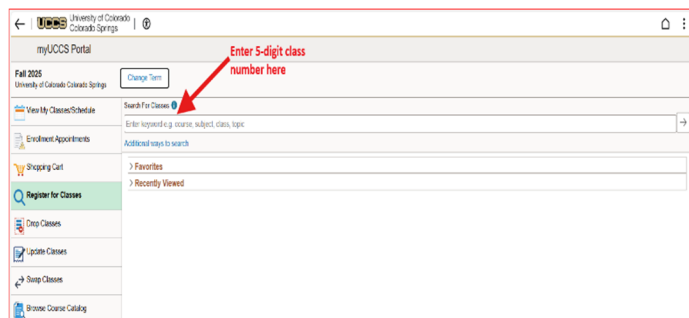 UCCS University of Colorado
Colorado Springs
myUCCS Portal
Enter 5-digit class
number here
Fall 2025
University of Colorado Colorado Springs
Change Term
View My Classes/Schedule
Search For Classes
Enter keyword e.g. course, subject, class, topic
Additional ways to search
Enrollment Appointments
Shopping Cart
Favorites
Recently Viewed
Register for Classes
Drop Classes
Update Classes
Swap Classes
Browse Course Catalog